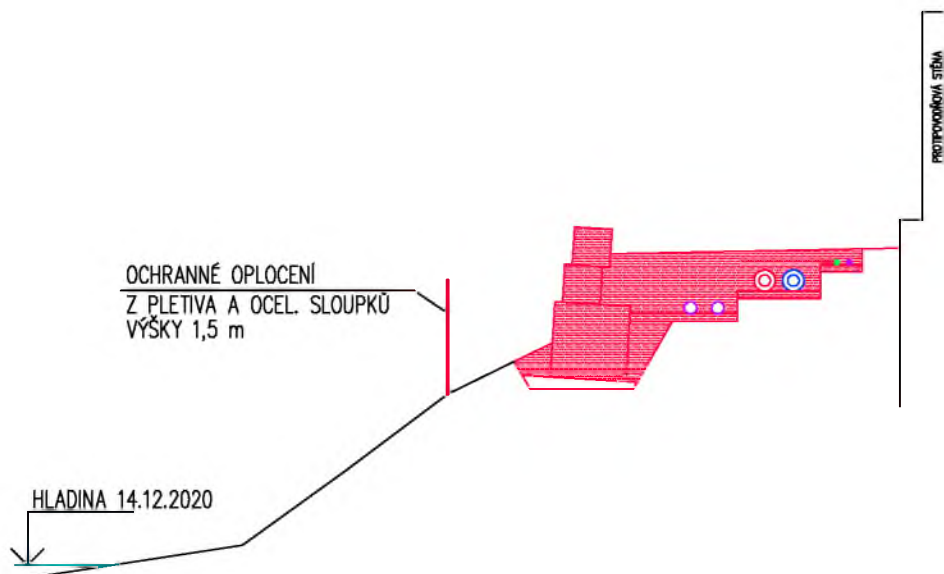 PROTIPOVODŇOVÁ STĚNA
OCHRANNÉ OPLOCENÍ
Z PLETIVA A OCEL. SLOUPKŮ
VÝŠKY 1,5 m
HLADINA 14.12.2020